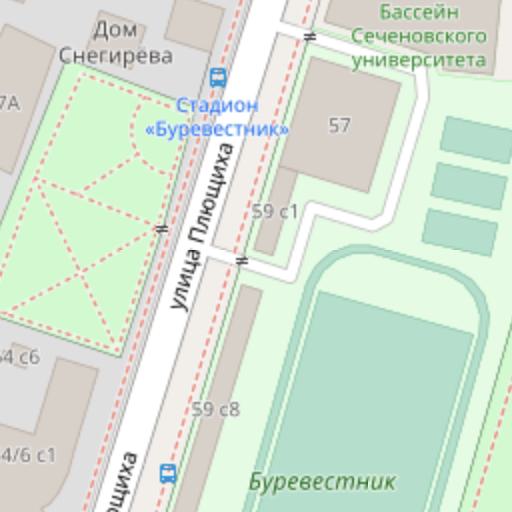 Бассейн
Сеченовского
университета
Дом
Снегирева
7А
Стадион
«Буревестник»
57
59 с1
улица Плющиха
54 с6
59 с8
4/6 с1
ющиха
Буревестник